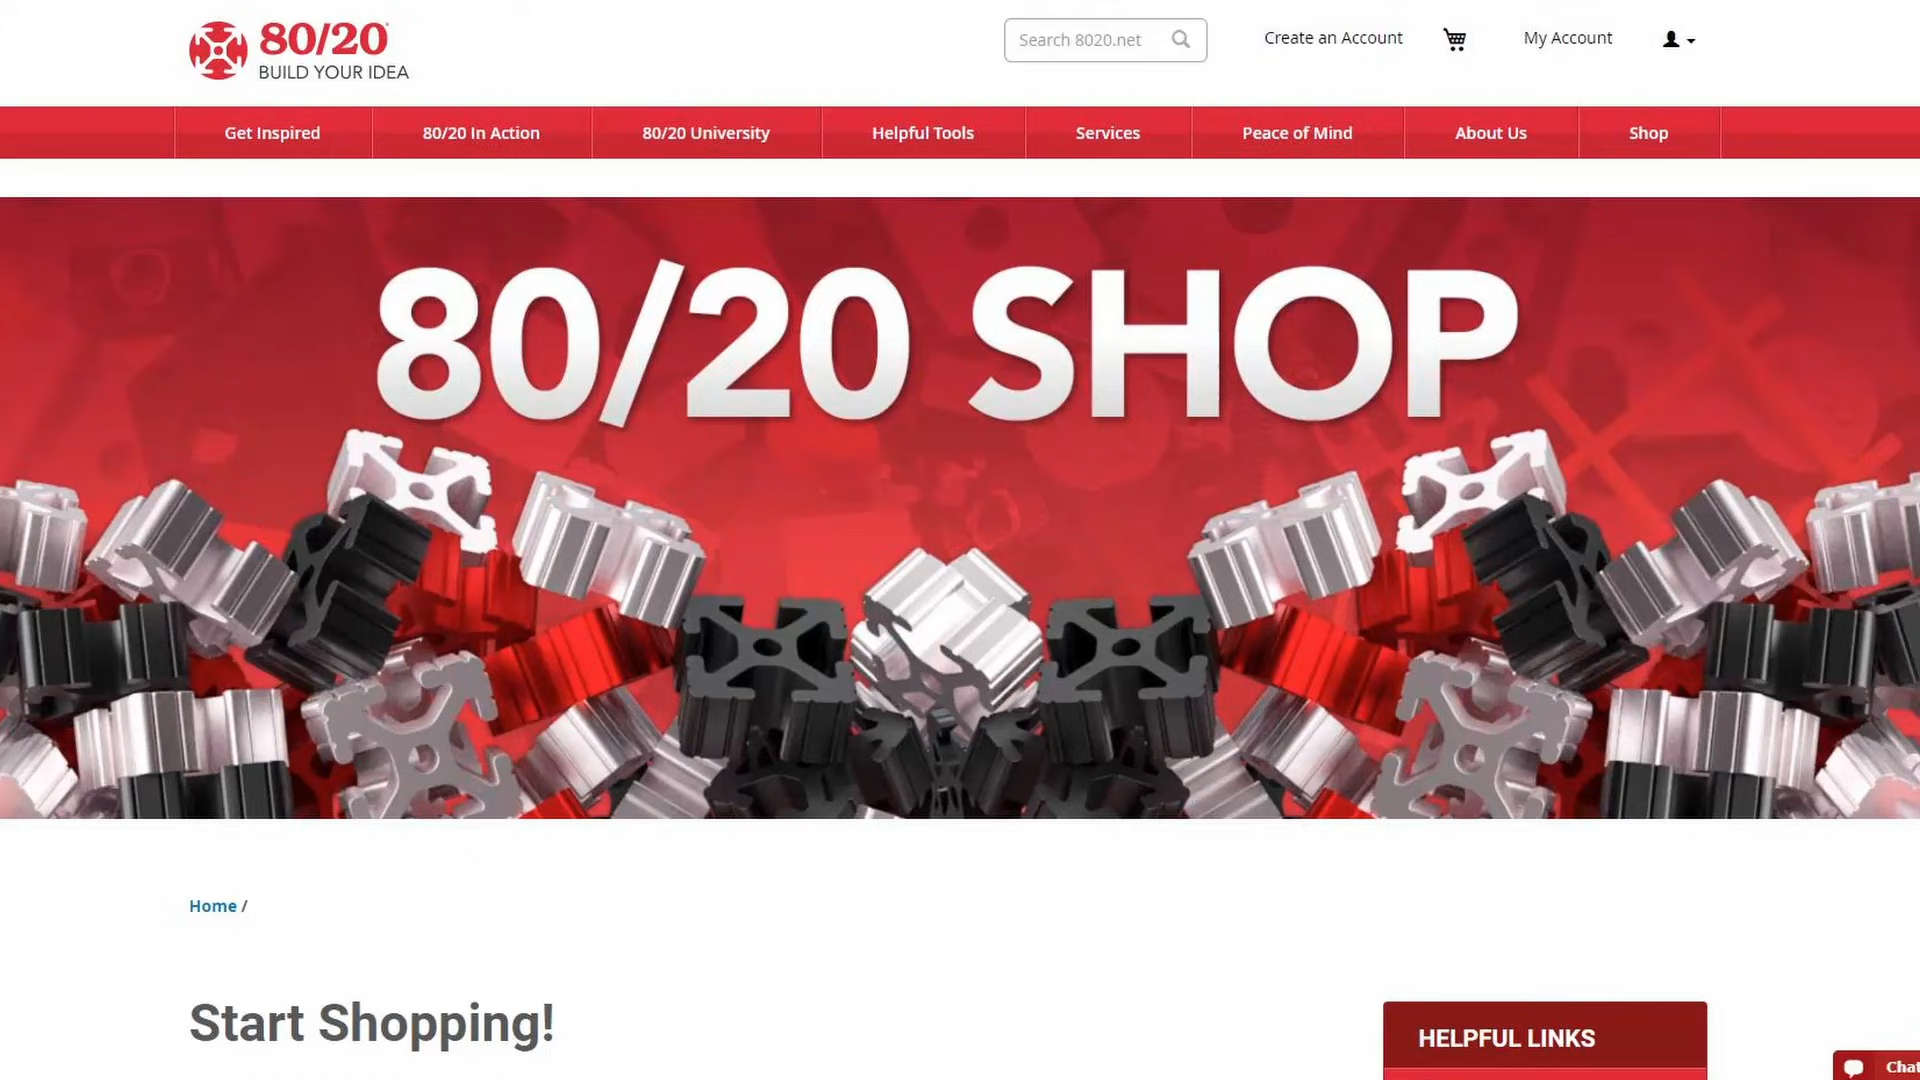 80/20
BUILD YOUR IDEA
Search 8020.net
Create an Account
My Account
Get Inspired
80/20 In Action
80/20 University
Helpful Tools
Services
Peace of Mind
About Us
Shop
80/20 SHOP
Home /
Start Shopping!
HELPFUL LINKS
Chat